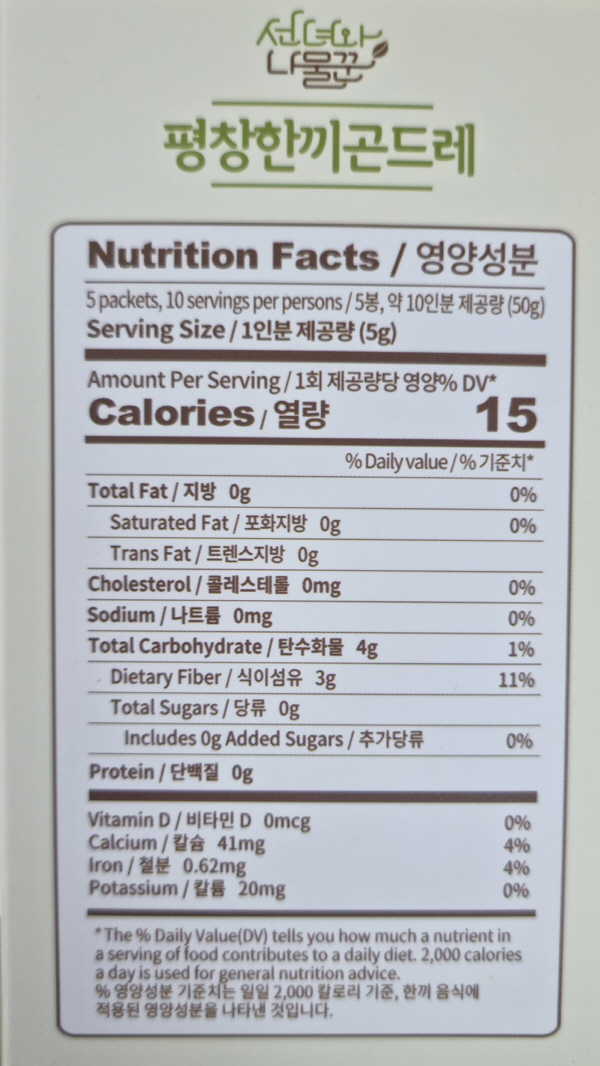 선녀와
나물꾼
평창한끼곤드레
Nutrition Facts / 영양성분
5 packets, 10 servings per persons / 5봉, 약 10인분 제공량 (50g)
Serving Size / 1인분 제공량 (5g)
Amount Per Serving / 1회 제공량당 영양% DV*
Calories / 열량 15
% Daily value / % 기준치*
Total Fat / 지방 0g 0%
Saturated Fat / 포화지방 0g 0%
Trans Fat / 트렌스지방 0g
Cholesterol / 콜레스테롤 0mg 0%
Sodium / 나트륨 0mg 0%
Total Carbohydrate / 탄수화물 4g 1%
Dietary Fiber / 식이섬유 3g 11%
Total Sugars / 당류 0g
Includes 0g Added Sugars / 추가당류 0%
Protein / 단백질 0g
Vitamin D / 비타민 D 0mcg 0%
Calcium / 칼슘 41mg 4%
Iron / 철분 0.62mg 4%
Potassium / 칼륨 20mg 0%
* The % Daily Value(DV) tells you how much a nutrient in
a serving of food contributes to a daily diet. 2,000 calories
a day is used for general nutrition advice.
% 영양성분 기준치는 일일 2,000 칼로리 기준, 한끼 음식에
적용된 영양성분을 나타낸 것입니다.